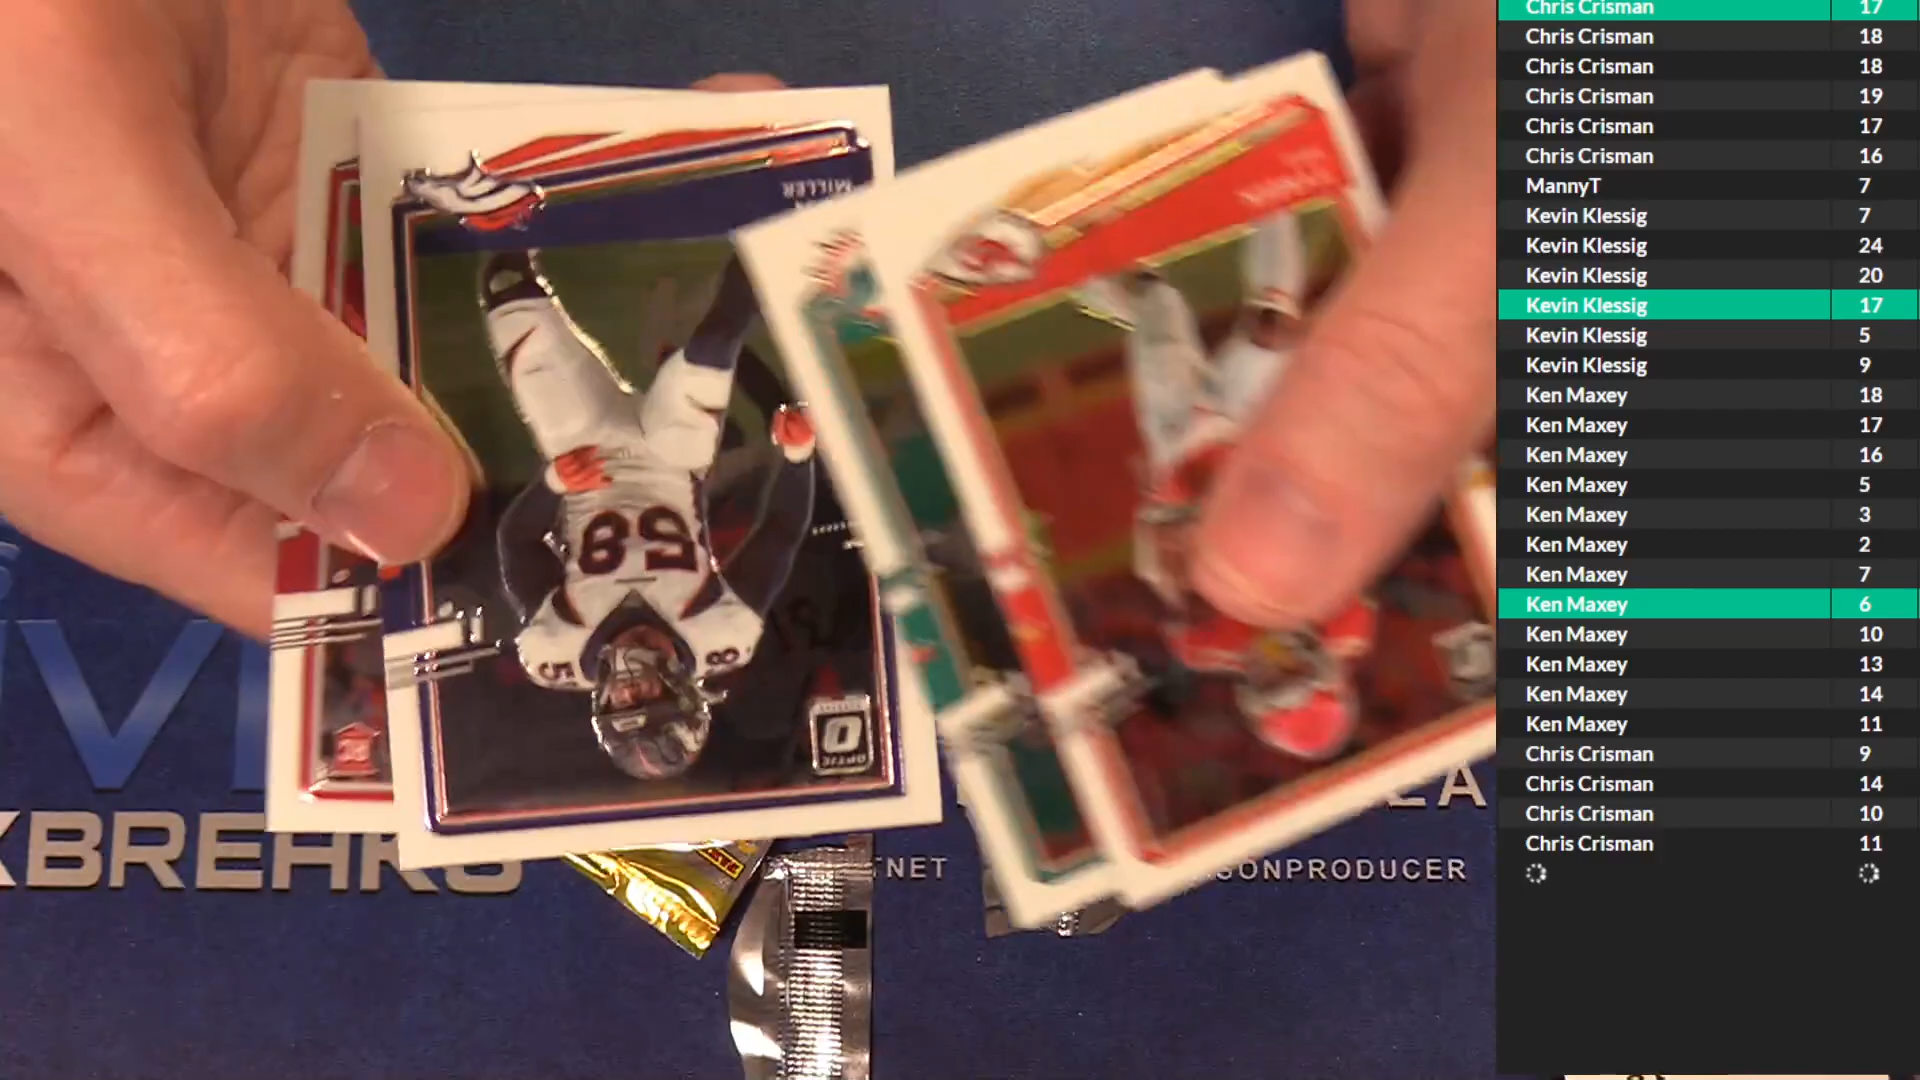 Chris Crisman 17
Chris Crisman 18
Chris Crisman 18
Chris Crisman 19
Chris Crisman 17
Chris Crisman 16
MannyT 7
Kevin Klessig 7
Kevin Klessig 24
Kevin Klessig 20
Kevin Klessig 17
Kevin Klessig 5
Kevin Klessig 9
Ken Maxey 18
Ken Maxey 17
Ken Maxey 16
Ken Maxey 5
Ken Maxey 3
Ken Maxey 2
Ken Maxey 7
Ken Maxey 6
Ken Maxey 10
Ken Maxey 13
Ken Maxey 14
Ken Maxey 11
Chris Crisman 9
Chris Crisman 14
Chris Crisman 10
Chris Crisman 11
MILLER
58
58
OPTIC
TNET